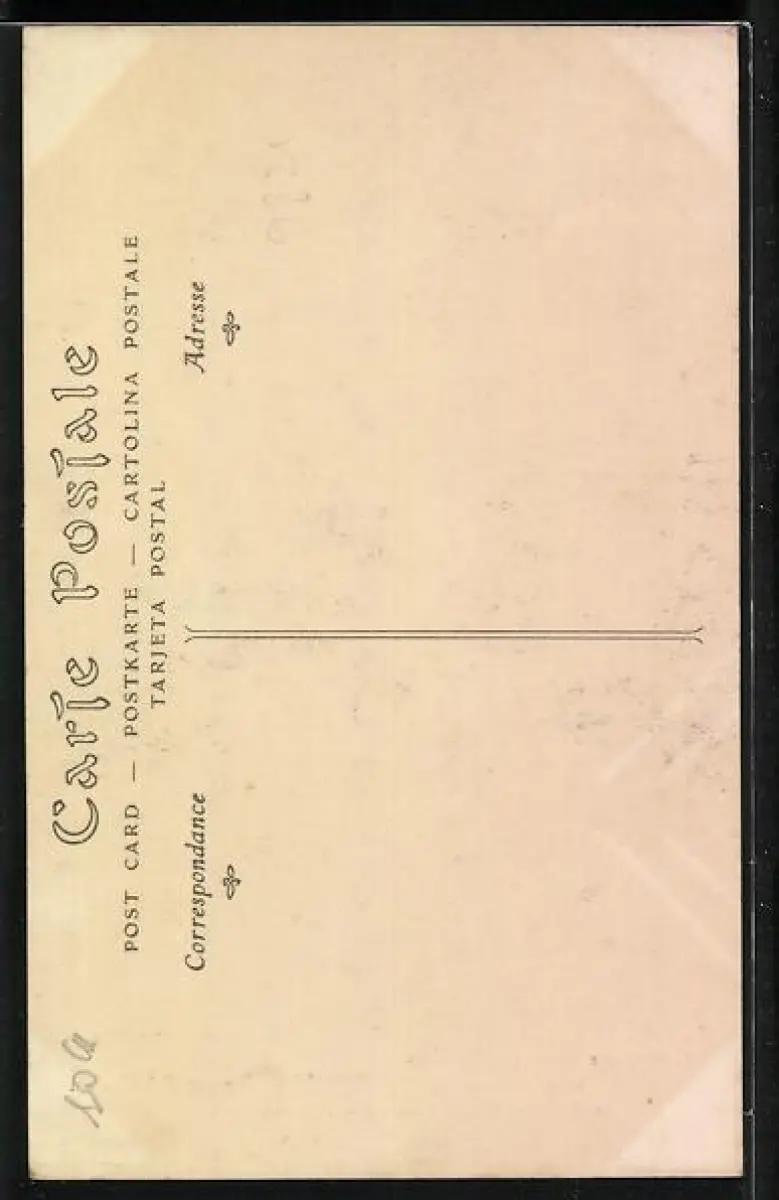 Carte Postale
POST CARD — POSTKARTE — CARTOLINA POSTALE
TARJETA POSTAL
Correspondance
Adresse